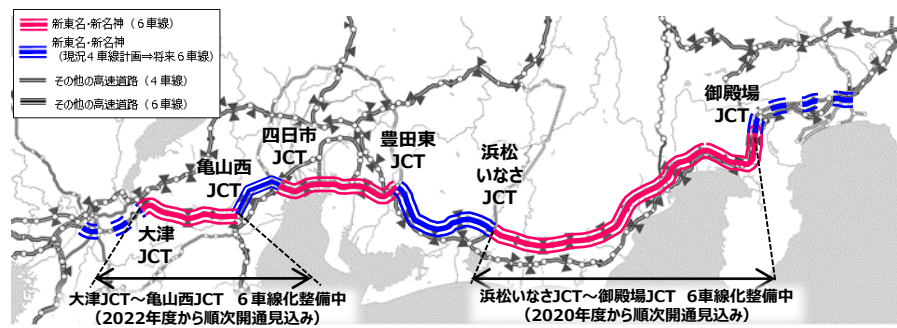 新東名・新名神（６車線）
新東名・新名神
（現況４車線計画⇒将来６車線）
その他の高速道路（４車線）
その他の高速道路（６車線）
御殿場
JCT
四日市
JCT
豊田東
JCT
亀山西
JCT
浜松
いなさ
JCT
大津
JCT
大津JCT～亀山西JCT　６車線化整備中
（2022年度から順次開通見込み）
浜松いなさJCT～御殿場JCT　６車線化整備中
（2020年度から順次開通見込み）